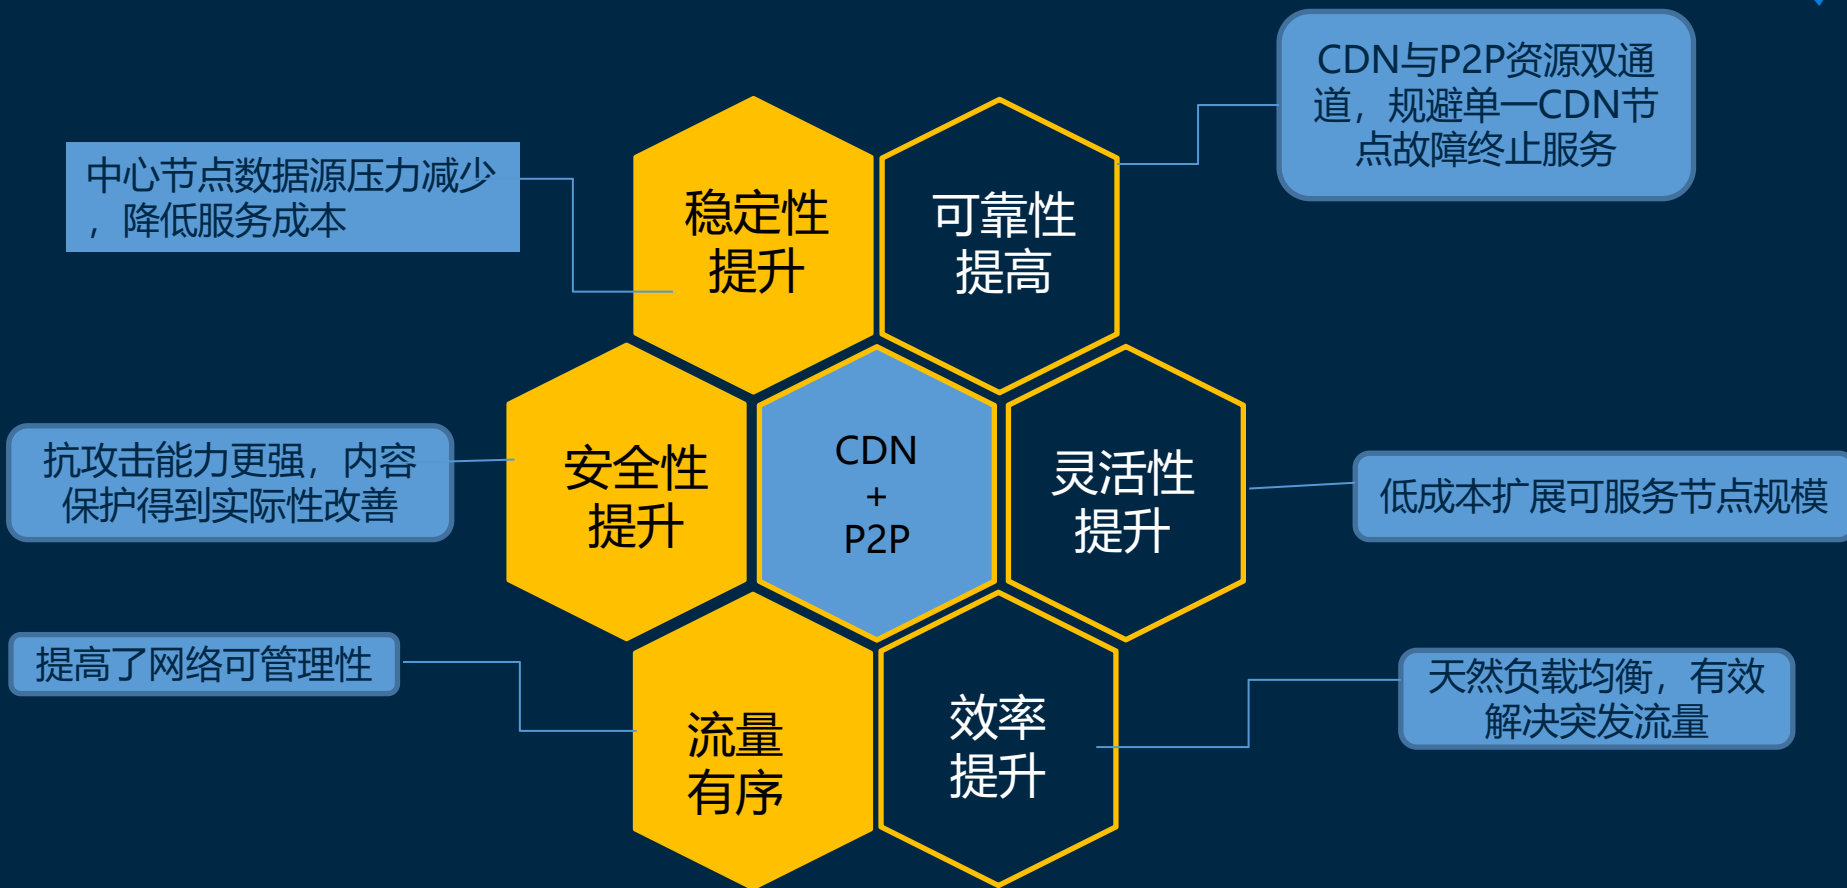 CDN与P2P资源双通
道，规避单一CDN节
点故障终止服务
中心节点数据源压力减少
，降低服务成本
稳定性
提升
可靠性
提高
抗攻击能力更强，内容
保护得到实际性改善
安全性
提升
CDN
+
P2P
灵活性
提升
低成本扩展可服务节点规模
提高了网络可管理性
流量
有序
效率
提升
天然负载均衡，有效
解决突发流量